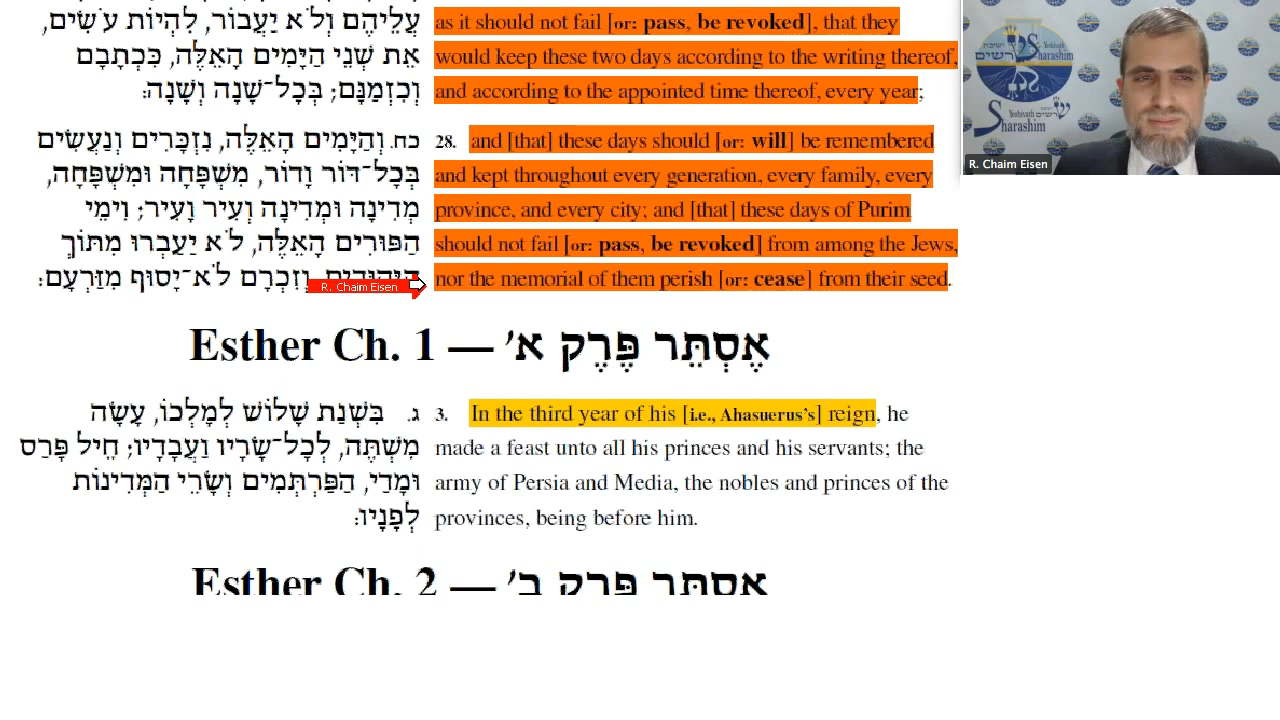 עֲלֵיהֶם וְלֹא יַעֲבוֹר, לִהְיוֹת עֹשִׂים,
אֵת שְׁנֵי הַיָּמִים הָאֵלֶּה, כִּכְתָבָם
וְכִזְמַנָּם; בְּכָל־שָׁנָה וְשָׁנָה:
as it should not fail [or: pass, be revoked], that they
would keep these two days according to the writing thereof,
and according to the appointed time thereof, every year;
כח. וְהַיָּמִים הָאֵלֶּה, נִזְכָּרִים וְנַעֲשִׂים
בְּכָל־דּוֹר וָדוֹר, מִשְׁפָּחָה וּמִשְׁפָּחָה,
מְדִינָה וּמְדִינָה וְעִיר וָעִיר; וִימֵי
הַפּוּרִים הָאֵלֶּה, לֹא יַעַבְרוּ מִתּוֹךְ
הַיְּהוּדִים, וְזִכְרָם לֹא־יָסוּף מִזַּרְעָם:
28. and [that] these days should [or: will] be remembered
and kept throughout every generation, every family, every
province, and every city; and [that] these days of Purim
should not fail [or: pass, be revoked] from among the Jews,
nor the memorial of them perish [or: cease] from their seed.
R. Chaim Eisen
Esther Ch. 1 — אֶסְתֵּר פֶּרֶק א׳
ג. בִּשְׁנַת שָׁלוֹשׁ לְמָלְכוֹ, עָשָׂה
מִשְׁתֶּה, לְכָל־שָׂרָיו וַעֲבָדָיו; חֵיל פָּרַס
וּמָדַי, הַפַּרְתְּמִים וְשָׂרֵי הַמְּדִינוֹת
לְפָנָיו:
3. In the third year of his [i.e., Ahasuerus's] reign, he
made a feast unto all his princes and his servants; the
army of Persia and Media, the nobles and princes of the
provinces, being before him.
Esther Ch. 2 — אסתר פרק ב׳
Yeshivath
Sharashim
ישיבת
שרשים
Yeshivath
Sharashim
R. Chaim Eisen